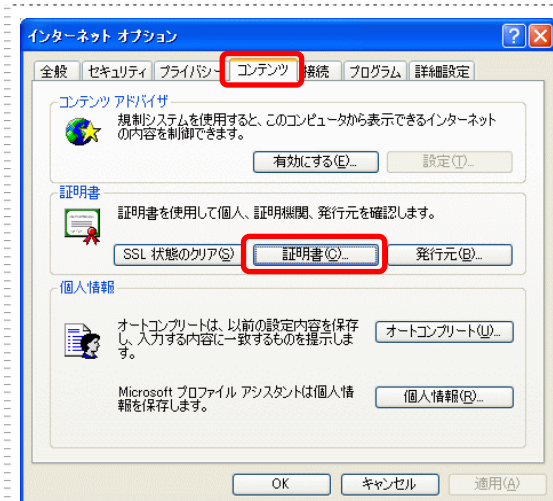 インターネット オプション
全般 セキュリティ プライバシー コンテンツ 接続 プログラム 詳細設定
コンテンツ アドバイザ
規制システムを使用すると、このコンピュータから表示できるインターネット
の内容を制御できます。
有効にする(E)... 設定(T)...
証明書
証明書を使用して個人、証明機関、発行元を確認します。
SSL 状態のクリア(S) 証明書(C)... 発行元(B)...
個人情報
オートコンプリートは、以前の設定内容を保存
し、入力する内容に一致するものを提示しま
す。
オートコンプリート(U)...
Microsoft プロファイル アシスタントは個人情
報を保存します。
個人情報(R)...
OK キャンセル 適用(A)